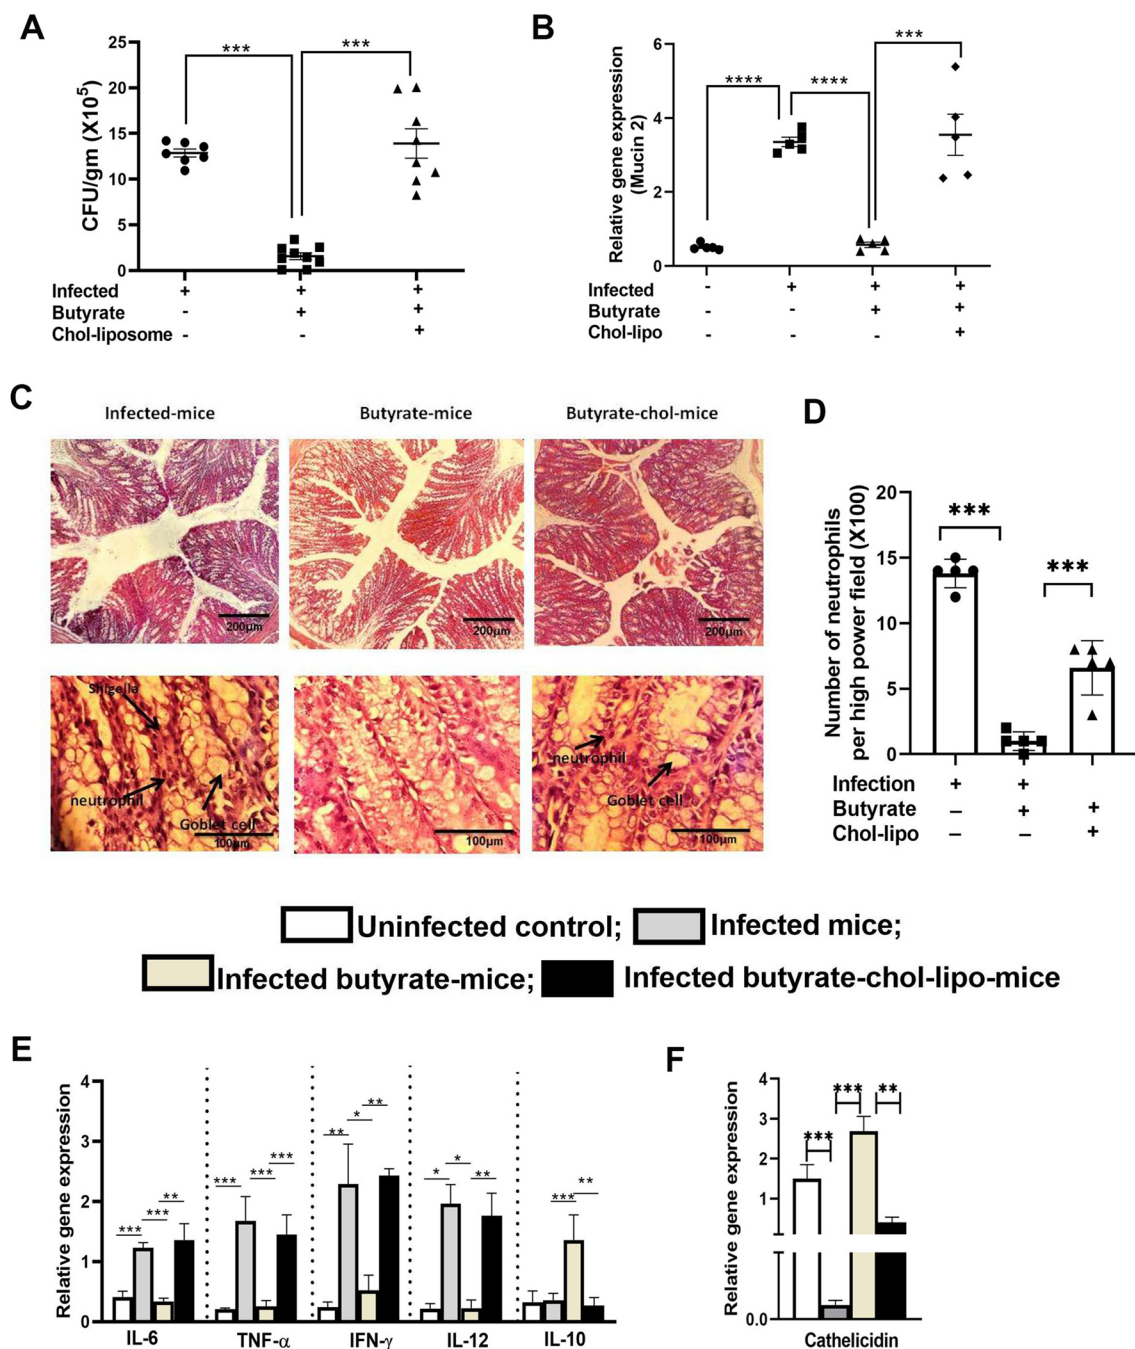 A
CFU/gm (X10⁵)
25
20
15
10
5
0
***
***
Infected + + +
Butyrate - + +
Chol-liposome - - +
B
Relative gene expression
(Mucin 2)
6
4
2
0
****
****
***
Infected - + + +
Butyrate - - + +
Chol-lipo - - - +
C
Infected-mice
Butyrate-mice
Butyrate-chol-mice
200µm
200µm
200µm
Shigella
neutrophil
Goblet cell
100µm
100µm
neutrophil
Goblet cell
100µm
D
Number of neutrophils
per high power field (X100)
20
15
10
5
0
***
***
Infection + +
Butyrate – + +
Chol-lipo – – +
Uninfected control; Infected mice;
Infected butyrate-mice; Infected butyrate-chol-lipo-mice
E
Relative gene expression
4
3
2
1
0
*** *** **
*** *** ***
** * **
* * **
*** **
IL-6 TNF-α IFN-γ IL-12 IL-10
F
Relative gene expression
4
3
2
1
0.0
*** *** **
Cathelicidin